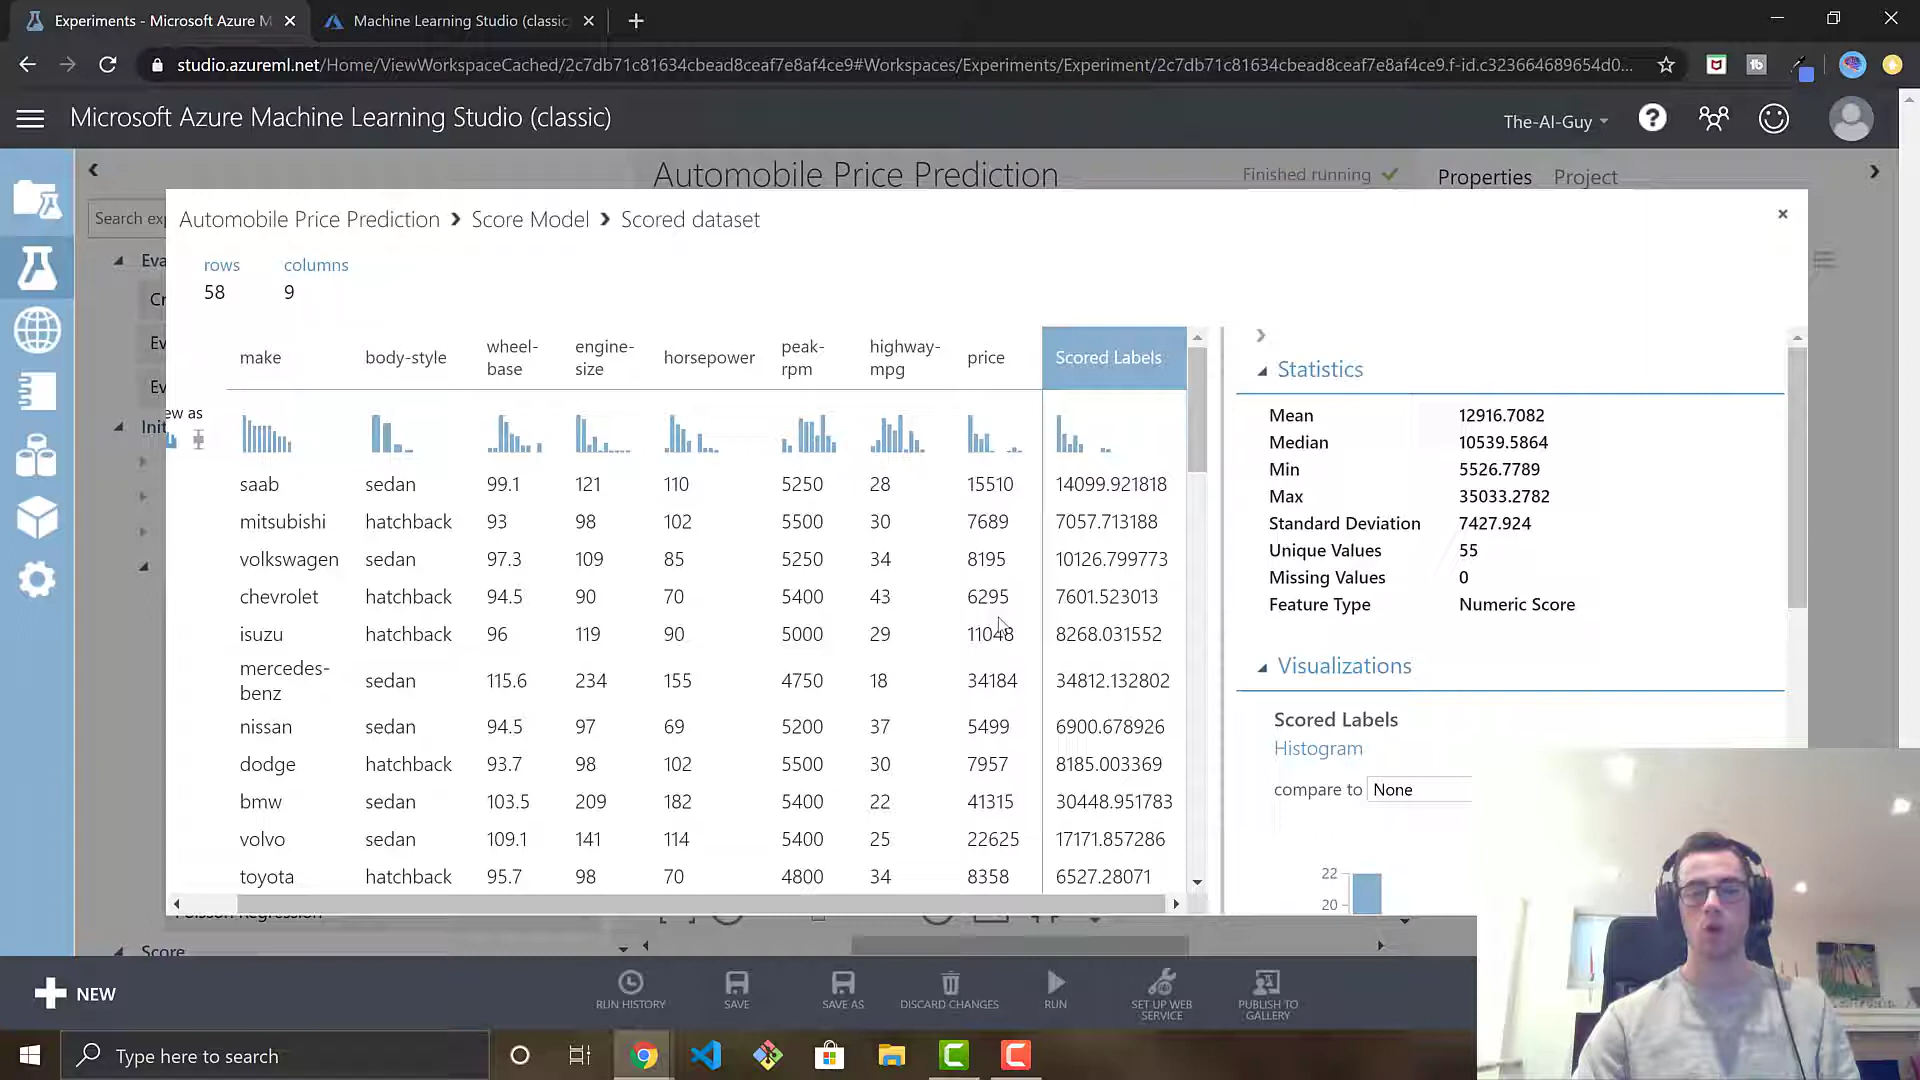 Experiments - Microsoft Azure M
Machine Learning Studio (classic
studio.azureml.net/Home/ViewWorkspaceCached/2c7db71c81634cbead8ceaf7e8af4ce9#Workspaces/Experiments/Experiment/2c7db71c81634cbead8ceaf7e8af4ce9.f-id.c323664689654d0...
Microsoft Azure Machine Learning Studio (classic)
The-AI-Guy
Automobile Price Prediction
Finished running
Properties Project
Search exp
Automobile Price Prediction > Score Model > Scored dataset
rows columns
58 9
Eva
Cr
Ev
Ev
Init
ew as
make body-style wheel-base engine-size horsepower peak-rpm highway-mpg price Scored Labels
saab sedan 99.1 121 110 5250 28 15510 14099.921818
mitsubishi hatchback 93 98 102 5500 30 7689 7057.713188
volkswagen sedan 97.3 109 85 5250 34 8195 10126.799773
chevrolet hatchback 94.5 90 70 5400 43 6295 7601.523013
isuzu hatchback 96 119 90 5000 29 11048 8268.031552
mercedes-benz sedan 115.6 234 155 4750 18 34184 34812.132802
nissan sedan 94.5 97 69 5200 37 5499 6900.678926
dodge hatchback 93.7 98 102 5500 30 7957 8185.003369
bmw sedan 103.5 209 182 5400 22 41315 30448.951783
volvo sedan 109.1 141 114 5400 25 22625 17171.857286
toyota hatchback 95.7 98 70 4800 34 8358 6527.28071
Statistics
Mean 12916.7082
Median 10539.5864
Min 5526.7789
Max 35033.2782
Standard Deviation 7427.924
Unique Values 55
Missing Values 0
Feature Type Numeric Score
Visualizations
Scored Labels
Histogram
compare to None
22
20
Poisson Regression
Score
NEW
RUN HISTORY
SAVE
SAVE AS
DISCARD CHANGES
RUN
SET UP WEB SERVICE
PUBLISH TO GALLERY
Type here to search